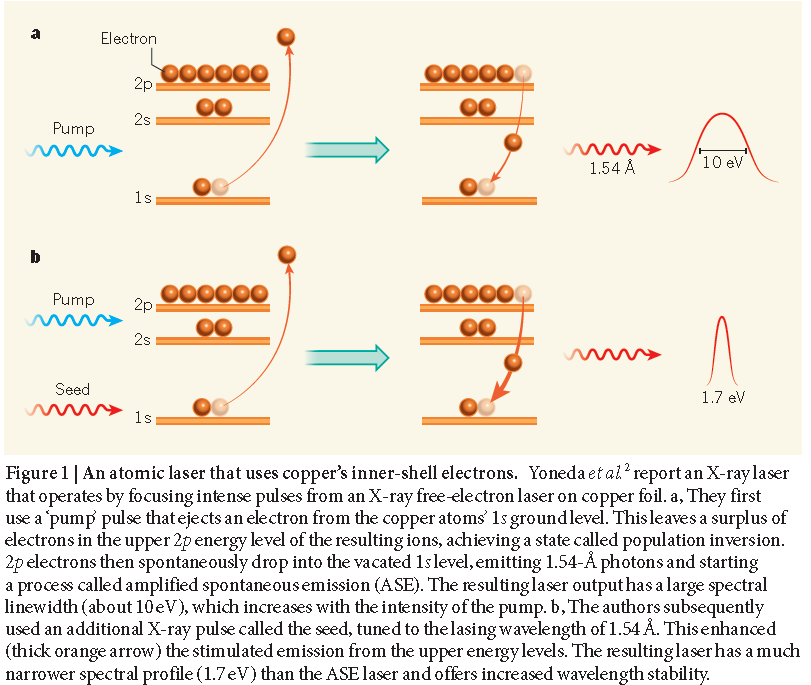 a
Electron
2p
2s
Pump
1s
1.54 Å
10 eV
b
Pump
2p
2s
Seed
1s
1.7 eV
Figure 1 | An atomic laser that uses copper’s inner-shell electrons. Yoneda et al.² report an X-ray laser
that operates by focusing intense pulses from an X-ray free-electron laser on copper foil. a, They first
use a ‘pump’ pulse that ejects an electron from the copper atoms’ 1s ground level. This leaves a surplus of
electrons in the upper 2p energy level of the resulting ions, achieving a state called population inversion.
2p electrons then spontaneously drop into the vacated 1s level, emitting 1.54-Å photons and starting
a process called amplified spontaneous emission (ASE). The resulting laser output has a large spectral
linewidth (about 10 eV), which increases with the intensity of the pump. b, The authors subsequently
used an additional X-ray pulse called the seed, tuned to the lasing wavelength of 1.54 Å. This enhanced
(thick orange arrow) the stimulated emission from the upper energy levels. The resulting laser has a much
narrower spectral profile (1.7 eV) than the ASE laser and offers increased wavelength stability.